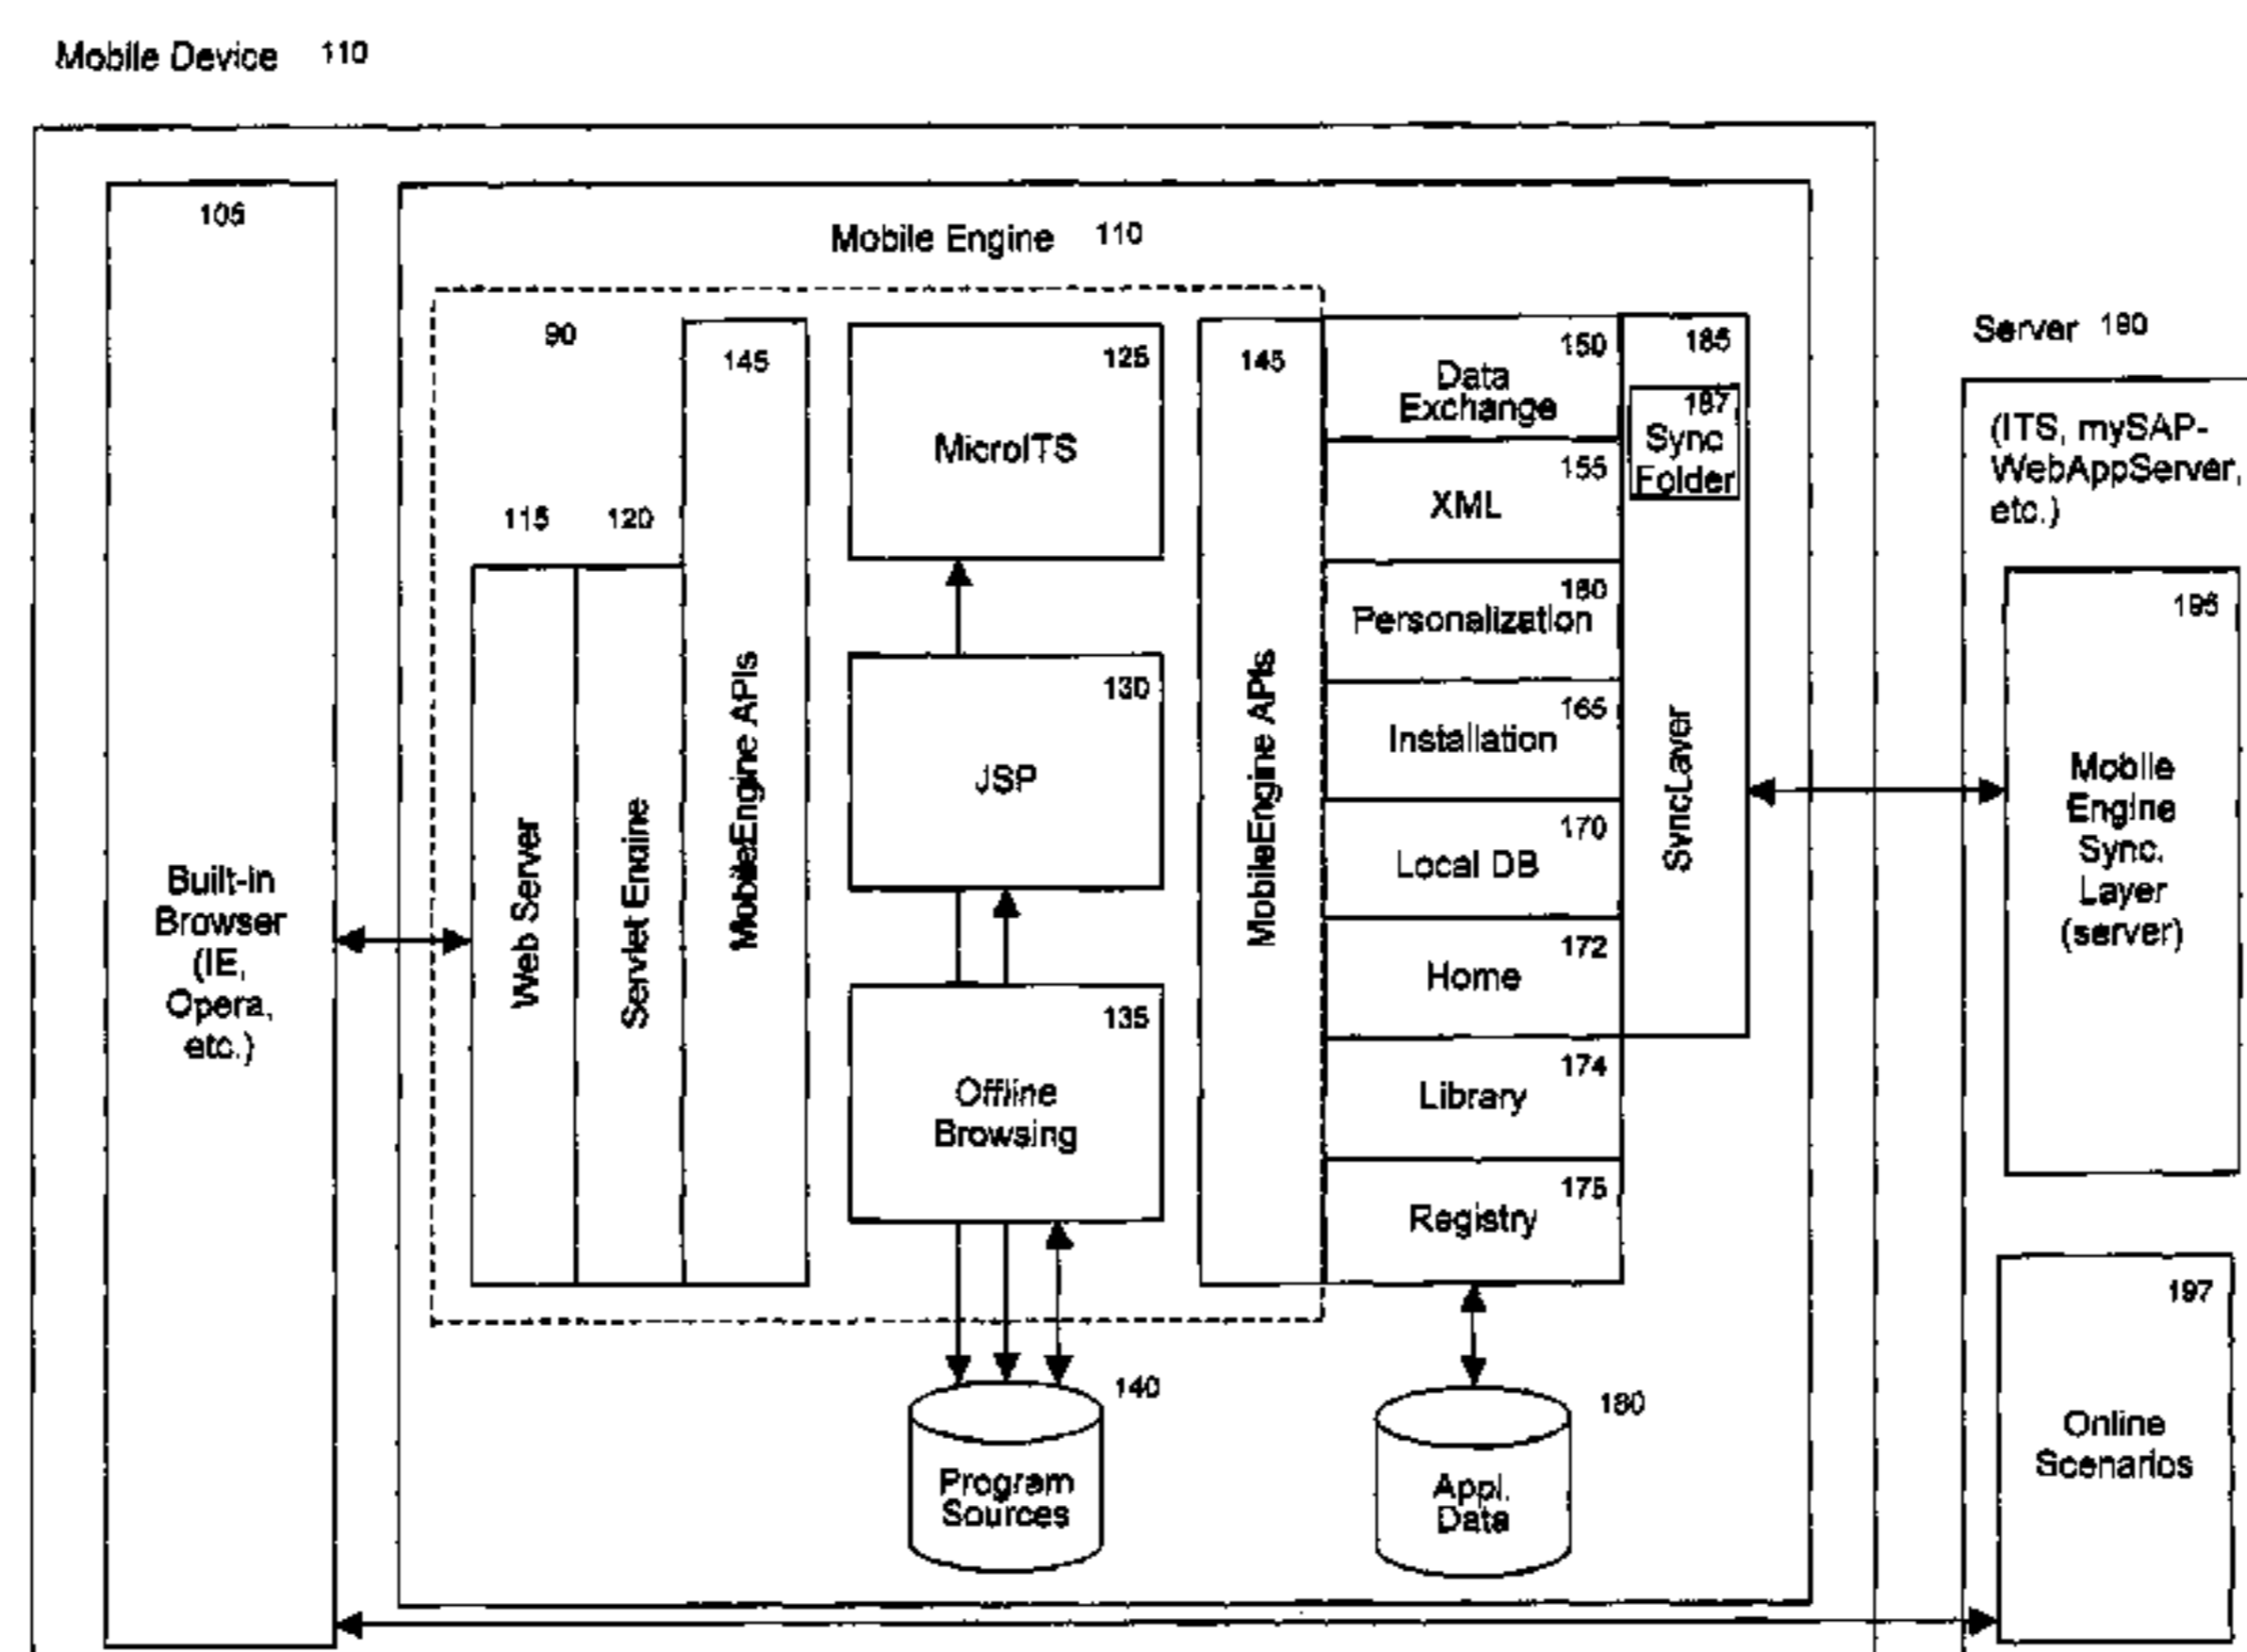 Mobile Device 110
105
Built-in
Browser
(IE,
Opera,
etc.)
Mobile Engine 110
90
115
Web Server
120
Servlet Engine
145
MobileEngine APIs
125
MicroITS
130
JSP
135
Offline
Browsing
140
Program
Sources
145
MobileEngine APIs
150
Data
Exchange
155
XML
160
Personalization
165
Installation
170
Local DB
172
Home
174
Library
175
Registry
180
Appl.
Data
185
187
Sync
Folder
SyncLayer
Server 190
(ITS, mySAP-
WebAppServer,
etc.)
195
Mobile
Engine
Sync.
Layer
(server)
197
Online
Scenarios